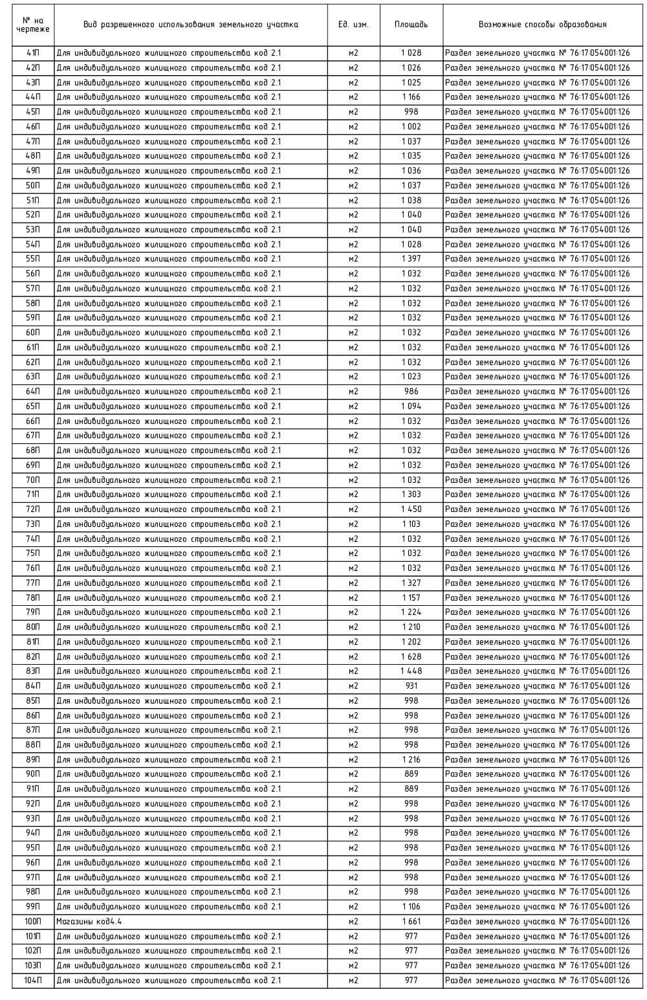 № на чертеже Вид разрешенного использования земельного участка Ед. изм. Площадь Возможные способы образования
41П Для индивидуального жилищного строительства код 2.1 м2 1 028 Раздел земельного участка № 76:17:054001:126
42П Для индивидуального жилищного строительства код 2.1 м2 1 026 Раздел земельного участка № 76:17:054001:126
43П Для индивидуального жилищного строительства код 2.1 м2 1 025 Раздел земельного участка № 76:17:054001:126
44П Для индивидуального жилищного строительства код 2.1 м2 1 166 Раздел земельного участка № 76:17:054001:126
45П Для индивидуального жилищного строительства код 2.1 м2 998 Раздел земельного участка № 76:17:054001:126
46П Для индивидуального жилищного строительства код 2.1 м2 1 002 Раздел земельного участка № 76:17:054001:126
47П Для индивидуального жилищного строительства код 2.1 м2 1 037 Раздел земельного участка № 76:17:054001:126
48П Для индивидуального жилищного строительства код 2.1 м2 1 035 Раздел земельного участка № 76:17:054001:126
49П Для индивидуального жилищного строительства код 2.1 м2 1 036 Раздел земельного участка № 76:17:054001:126
50П Для индивидуального жилищного строительства код 2.1 м2 1 037 Раздел земельного участка № 76:17:054001:126
51П Для индивидуального жилищного строительства код 2.1 м2 1 038 Раздел земельного участка № 76:17:054001:126
52П Для индивидуального жилищного строительства код 2.1 м2 1 040 Раздел земельного участка № 76:17:054001:126
53П Для индивидуального жилищного строительства код 2.1 м2 1 040 Раздел земельного участка № 76:17:054001:126
54П Для индивидуального жилищного строительства код 2.1 м2 1 028 Раздел земельного участка № 76:17:054001:126
55П Для индивидуального жилищного строительства код 2.1 м2 1 397 Раздел земельного участка № 76:17:054001:126
56П Для индивидуального жилищного строительства код 2.1 м2 1 032 Раздел земельного участка № 76:17:054001:126
57П Для индивидуального жилищного строительства код 2.1 м2 1 032 Раздел земельного участка № 76:17:054001:126
58П Для индивидуального жилищного строительства код 2.1 м2 1 032 Раздел земельного участка № 76:17:054001:126
59П Для индивидуального жилищного строительства код 2.1 м2 1 032 Раздел земельного участка № 76:17:054001:126
60П Для индивидуального жилищного строительства код 2.1 м2 1 032 Раздел земельного участка № 76:17:054001:126
61П Для индивидуального жилищного строительства код 2.1 м2 1 032 Раздел земельного участка № 76:17:054001:126
62П Для индивидуального жилищного строительства код 2.1 м2 1 032 Раздел земельного участка № 76:17:054001:126
63П Для индивидуального жилищного строительства код 2.1 м2 1 023 Раздел земельного участка № 76:17:054001:126
64П Для индивидуального жилищного строительства код 2.1 м2 986 Раздел земельного участка № 76:17:054001:126
65П Для индивидуального жилищного строительства код 2.1 м2 1 094 Раздел земельного участка № 76:17:054001:126
66П Для индивидуального жилищного строительства код 2.1 м2 1 032 Раздел земельного участка № 76:17:054001:126
67П Для индивидуального жилищного строительства код 2.1 м2 1 032 Раздел земельного участка № 76:17:054001:126
68П Для индивидуального жилищного строительства код 2.1 м2 1 032 Раздел земельного участка № 76:17:054001:126
69П Для индивидуального жилищного строительства код 2.1 м2 1 032 Раздел земельного участка № 76:17:054001:126
70П Для индивидуального жилищного строительства код 2.1 м2 1 032 Раздел земельного участка № 76:17:054001:126
71П Для индивидуального жилищного строительства код 2.1 м2 1 303 Раздел земельного участка № 76:17:054001:126
72П Для индивидуального жилищного строительства код 2.1 м2 1 450 Раздел земельного участка № 76:17:054001:126
73П Для индивидуального жилищного строительства код 2.1 м2 1 103 Раздел земельного участка № 76:17:054001:126
74П Для индивидуального жилищного строительства код 2.1 м2 1 032 Раздел земельного участка № 76:17:054001:126
75П Для индивидуального жилищного строительства код 2.1 м2 1 032 Раздел земельного участка № 76:17:054001:126
76П Для индивидуального жилищного строительства код 2.1 м2 1 032 Раздел земельного участка № 76:17:054001:126
77П Для индивидуального жилищного строительства код 2.1 м2 1 327 Раздел земельного участка № 76:17:054001:126
78П Для индивидуального жилищного строительства код 2.1 м2 1 157 Раздел земельного участка № 76:17:054001:126
79П Для индивидуального жилищного строительства код 2.1 м2 1 224 Раздел земельного участка № 76:17:054001:126
80П Для индивидуального жилищного строительства код 2.1 м2 1 210 Раздел земельного участка № 76:17:054001:126
81П Для индивидуального жилищного строительства код 2.1 м2 1 202 Раздел земельного участка № 76:17:054001:126
82П Для индивидуального жилищного строительства код 2.1 м2 1 628 Раздел земельного участка № 76:17:054001:126
83П Для индивидуального жилищного строительства код 2.1 м2 1 448 Раздел земельного участка № 76:17:054001:126
84П Для индивидуального жилищного строительства код 2.1 м2 931 Раздел земельного участка № 76:17:054001:126
85П Для индивидуального жилищного строительства код 2.1 м2 998 Раздел земельного участка № 76:17:054001:126
86П Для индивидуального жилищного строительства код 2.1 м2 998 Раздел земельного участка № 76:17:054001:126
87П Для индивидуального жилищного строительства код 2.1 м2 998 Раздел земельного участка № 76:17:054001:126
88П Для индивидуального жилищного строительства код 2.1 м2 998 Раздел земельного участка № 76:17:054001:126
89П Для индивидуального жилищного строительства код 2.1 м2 1 216 Раздел земельного участка № 76:17:054001:126
90П Для индивидуального жилищного строительства код 2.1 м2 889 Раздел земельного участка № 76:17:054001:126
91П Для индивидуального жилищного строительства код 2.1 м2 889 Раздел земельного участка № 76:17:054001:126
92П Для индивидуального жилищного строительства код 2.1 м2 998 Раздел земельного участка № 76:17:054001:126
93П Для индивидуального жилищного строительства код 2.1 м2 998 Раздел земельного участка № 76:17:054001:126
94П Для индивидуального жилищного строительства код 2.1 м2 998 Раздел земельного участка № 76:17:054001:126
95П Для индивидуального жилищного строительства код 2.1 м2 998 Раздел земельного участка № 76:17:054001:126
96П Для индивидуального жилищного строительства код 2.1 м2 998 Раздел земельного участка № 76:17:054001:126
97П Для индивидуального жилищного строительства код 2.1 м2 998 Раздел земельного участка № 76:17:054001:126
98П Для индивидуального жилищного строительства код 2.1 м2 998 Раздел земельного участка № 76:17:054001:126
99П Для индивидуального жилищного строительства код 2.1 м2 1 106 Раздел земельного участка № 76:17:054001:126
100П Магазины код4.4 м2 1 661 Раздел земельного участка № 76:17:054001:126
101П Для индивидуального жилищного строительства код 2.1 м2 977 Раздел земельного участка № 76:17:054001:126
102П Для индивидуального жилищного строительства код 2.1 м2 977 Раздел земельного участка № 76:17:054001:126
103П Для индивидуального жилищного строительства код 2.1 м2 977 Раздел земельного участка № 76:17:054001:126
104П Для индивидуального жилищного строительства код 2.1 м2 977 Раздел земельного участка № 76:17:054001:126